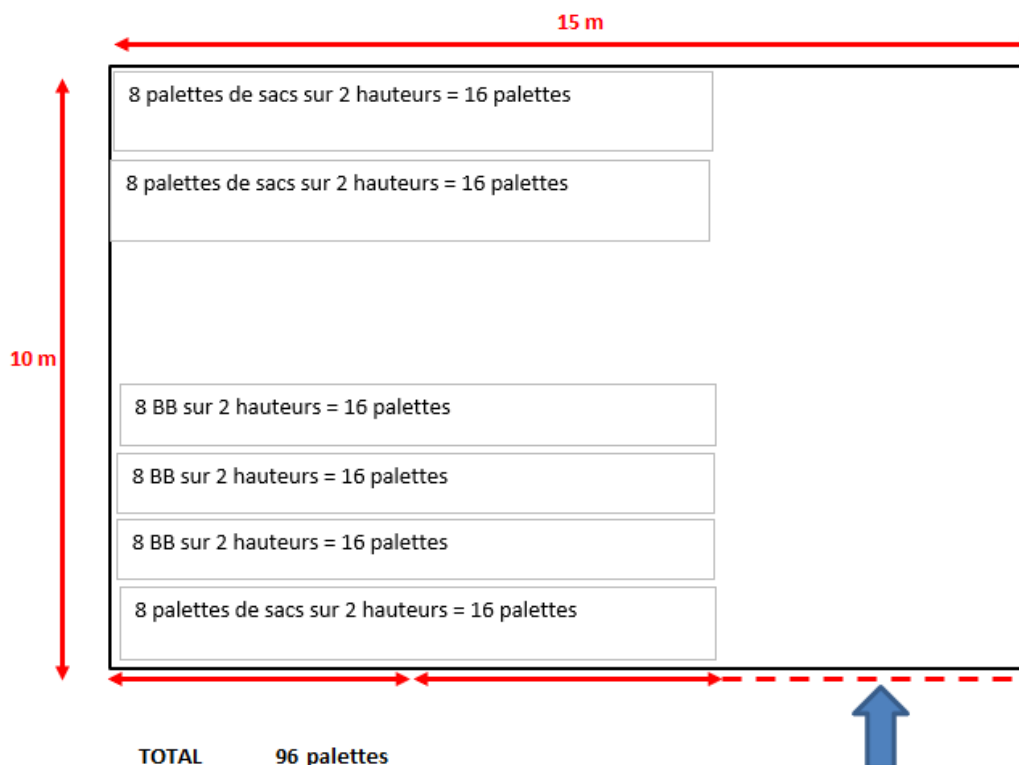 15 m
8 palettes de sacs sur 2 hauteurs = 16 palettes
8 palettes de sacs sur 2 hauteurs = 16 palettes
10 m
8 BB sur 2 hauteurs = 16 palettes
8 BB sur 2 hauteurs = 16 palettes
8 BB sur 2 hauteurs = 16 palettes
8 palettes de sacs sur 2 hauteurs = 16 palettes
TOTAL 96 palettes